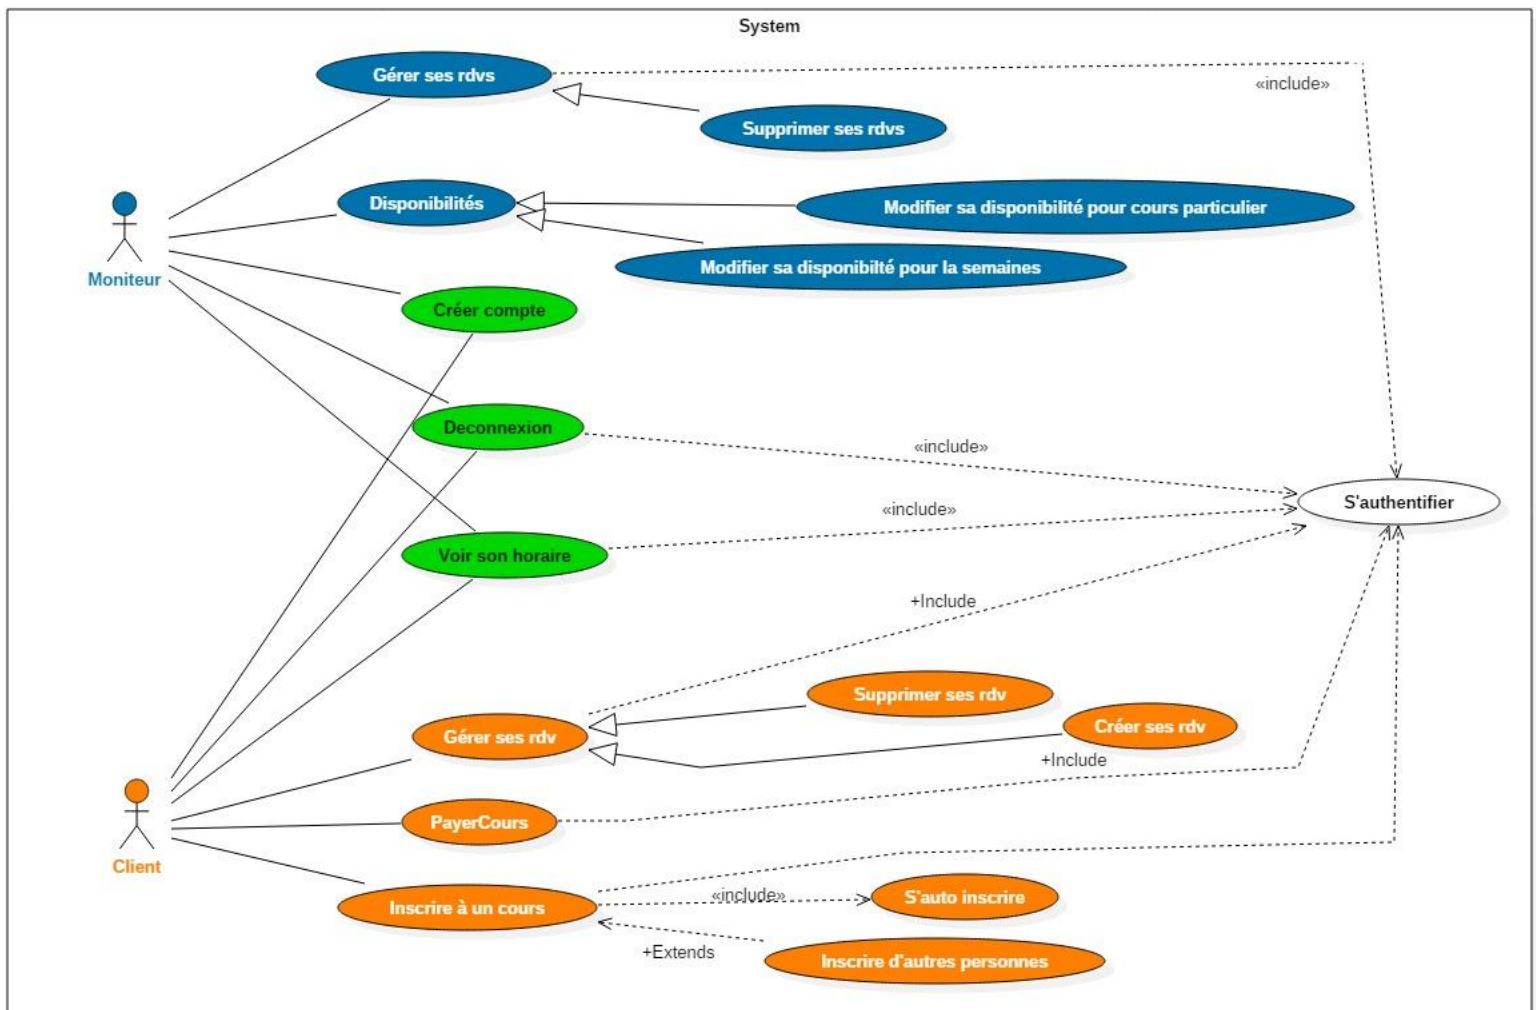 System
Gérer ses rdvs
«include»
Supprimer ses rdvs
Disponibilités
Modifier sa disponibilité pour cours particulier
Modifier sa disponibilté pour la semaines
Moniteur
Créer compte
Deconnexion
«include»
S'authentifier
«include»
Voir son horaire
+Include
Supprimer ses rdv
Créer ses rdv
Gérer ses rdv
+Include
PayerCours
Client
«include»
S'auto inscrire
Inscrire à un cours
+Extends
Inscrire d'autres personnes